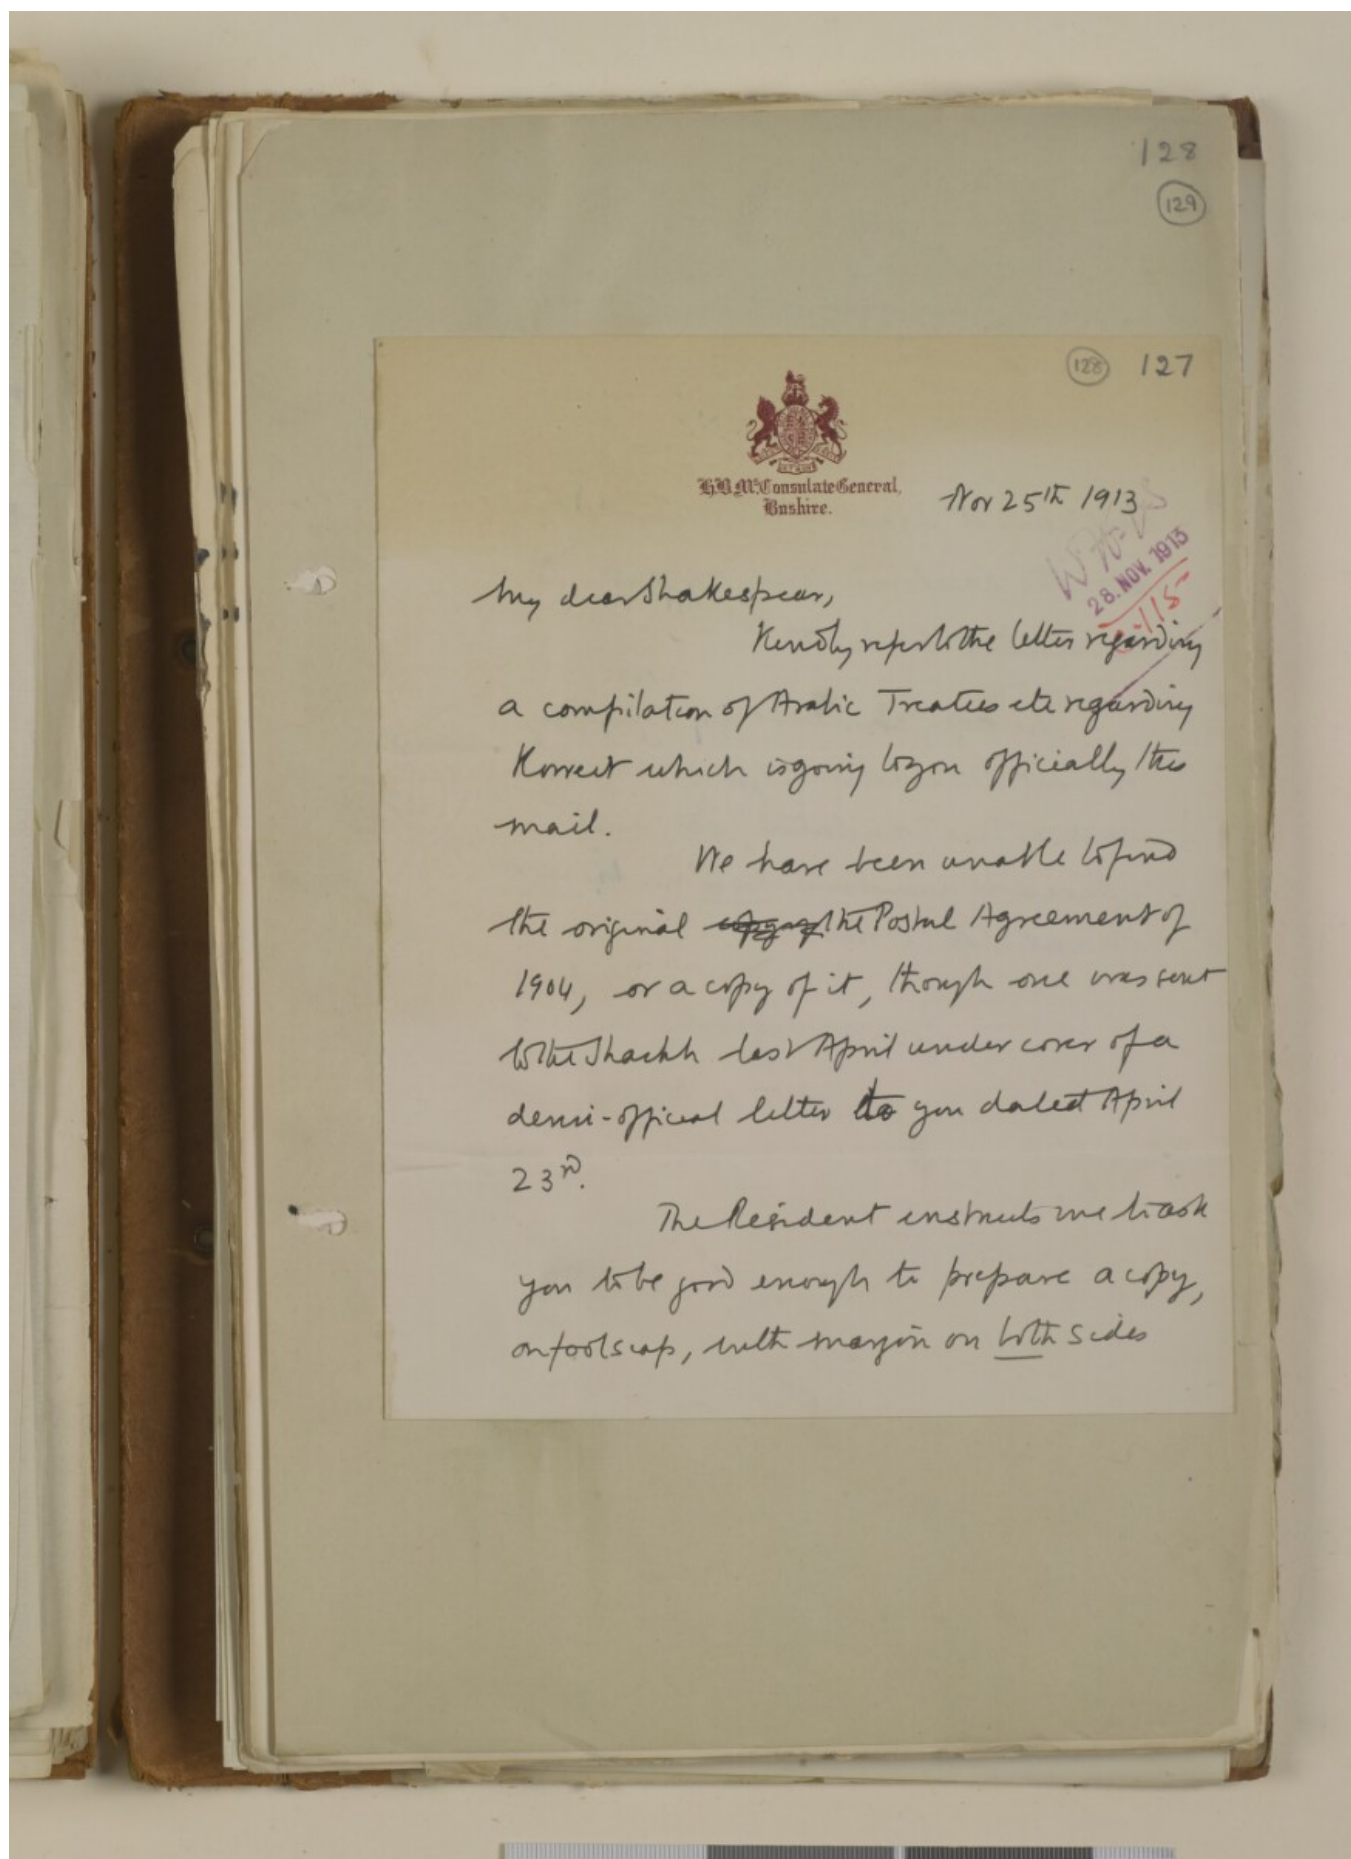 128
129
128 127
H.B.M's Consulate General,
Bushire.
Nov 25th 1913
28. NOV. 1913
C-115
My dear Shakespear,
Kindly refer to the letter regarding
a compilation of Arabic Treaties etc regarding
Koweit which is going to you officially this
mail.
We have been unable to find
the original copy of the Postal Agreement of
1904, or a copy of it, though one was sent
to the Shaikh last April under cover of a
demi-official letter to you dated April
23rd.
The Resident instructs me to ask
you to be good enough to prepare a copy,
on foolscap, with margin on both sides